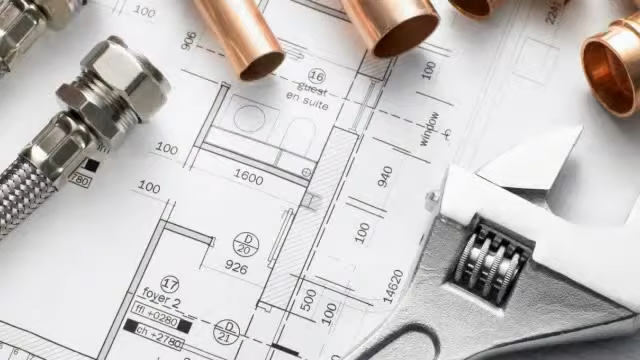 100
906
2241
16
guest
en suite
100
window
780
100
1600
940
100
100
D
20
926
14620
17
foyer 2
ffl +0280
ch +2780
500
100
D
21